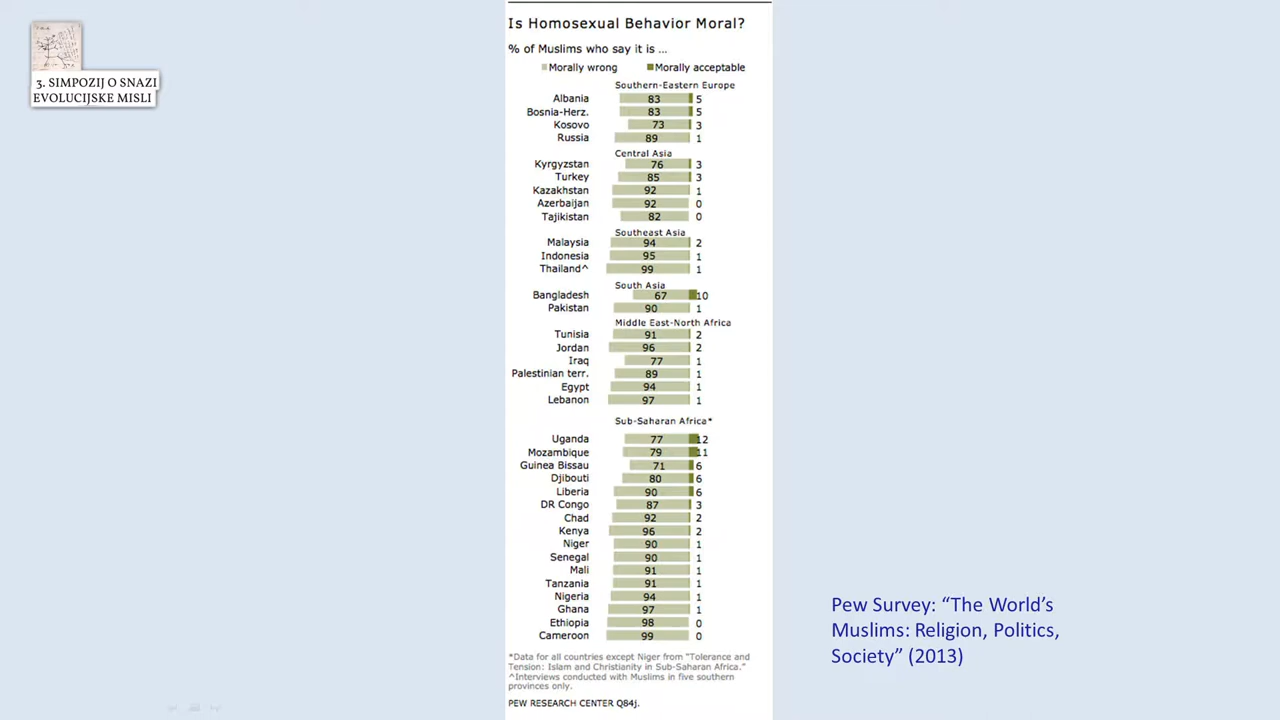 3. SIMPOZIJ O SNAZI
EVOLUCIJSKE MISLI
Is Homosexual Behavior Moral?
% of Muslims who say it is ...
Morally wrong Morally acceptable
Southern-Eastern Europe
Albania 83 5
Bosnia-Herz. 83 5
Kosovo 73 3
Russia 89 1
Central Asia
Kyrgyzstan 76 3
Turkey 85 3
Kazakhstan 92 1
Azerbaijan 92 0
Tajikistan 82 0
Southeast Asia
Malaysia 94 2
Indonesia 95 1
Thailand^ 99 1
South Asia
Bangladesh 67 10
Pakistan 90 1
Middle East-North Africa
Tunisia 91 2
Jordan 96 2
Iraq 77 1
Palestinian terr. 89 1
Egypt 94 1
Lebanon 97 1
Sub-Saharan Africa*
Uganda 77 12
Mozambique 79 11
Guinea Bissau 71 6
Djibouti 80 6
Liberia 90 6
DR Congo 87 3
Chad 92 2
Kenya 96 2
Niger 90 1
Senegal 90 1
Mali 91 1
Tanzania 91 1
Nigeria 94 1
Ghana 97 1
Ethiopia 98 0
Cameroon 99 0
*Data for all countries except Niger from "Tolerance and
Tension: Islam and Christianity in Sub-Saharan Africa."
^Interviews conducted with Muslims in five southern
provinces only.
PEW RESEARCH CENTER Q84j.
Pew Survey: “The World’s
Muslims: Religion, Politics,
Society” (2013)